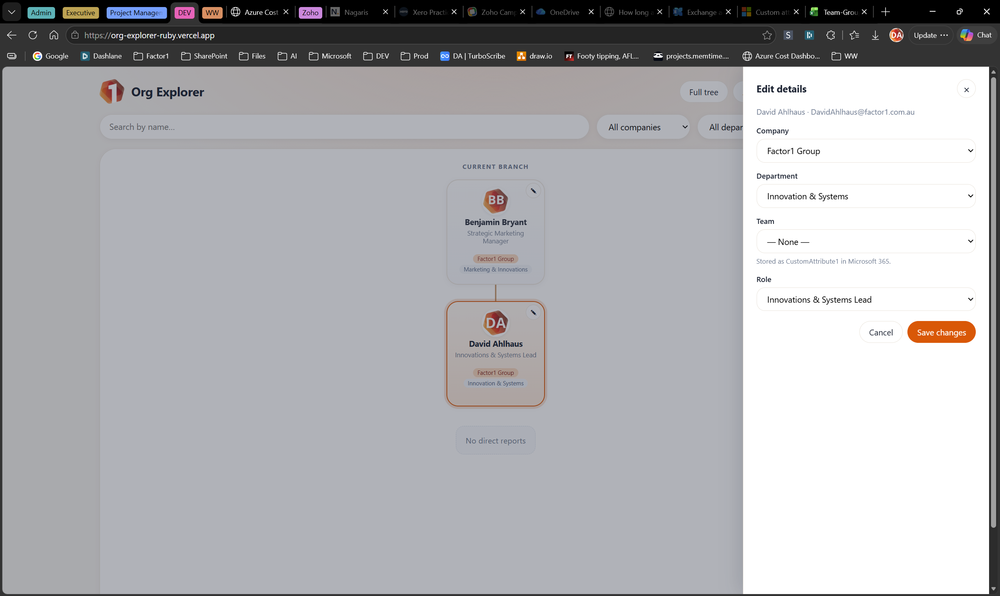 Admin
Executive
Project Managen
DEV
WW
Azure Cost
Zoho
N. Nagaris
xero Xero Practi
Zoho Camp
OneDrive
How long a
Exchange a
Custom att
Team-Grou
https://org-explorer-ruby.vercel.app
S
DA
Update
Chat
Google
Dashlane
Factor1
SharePoint
Files
AI
Microsoft
DEV
Prod
DA | TurboScribe
draw.io
FT Footy tipping, AFL...
projects.memtime....
Azure Cost Dashbo...
WW
1 Org Explorer
Full tree
Search by name...
All companies
All depar
CURRENT BRANCH
BB
Benjamin Bryant
Strategic Marketing
Manager
Factor1 Group
Marketing & Innovations
DA
David Ahlhaus
Innovations & Systems Lead
Factor1 Group
Innovation & Systems
No direct reports
Edit details
David Ahlhaus · DavidAhlhaus@factor1.com.au
Company
Factor1 Group
Department
Innovation & Systems
Team
— None —
Stored as CustomAttribute1 in Microsoft 365.
Role
Innovations & Systems Lead
Cancel
Save changes